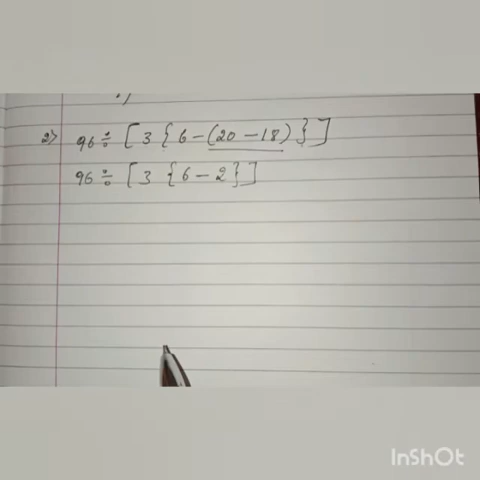 2) 96 ÷ [ 3 { 6 - (20 - 18) } ]
96 ÷ [ 3 { 6 - 2 } ]
InShOt